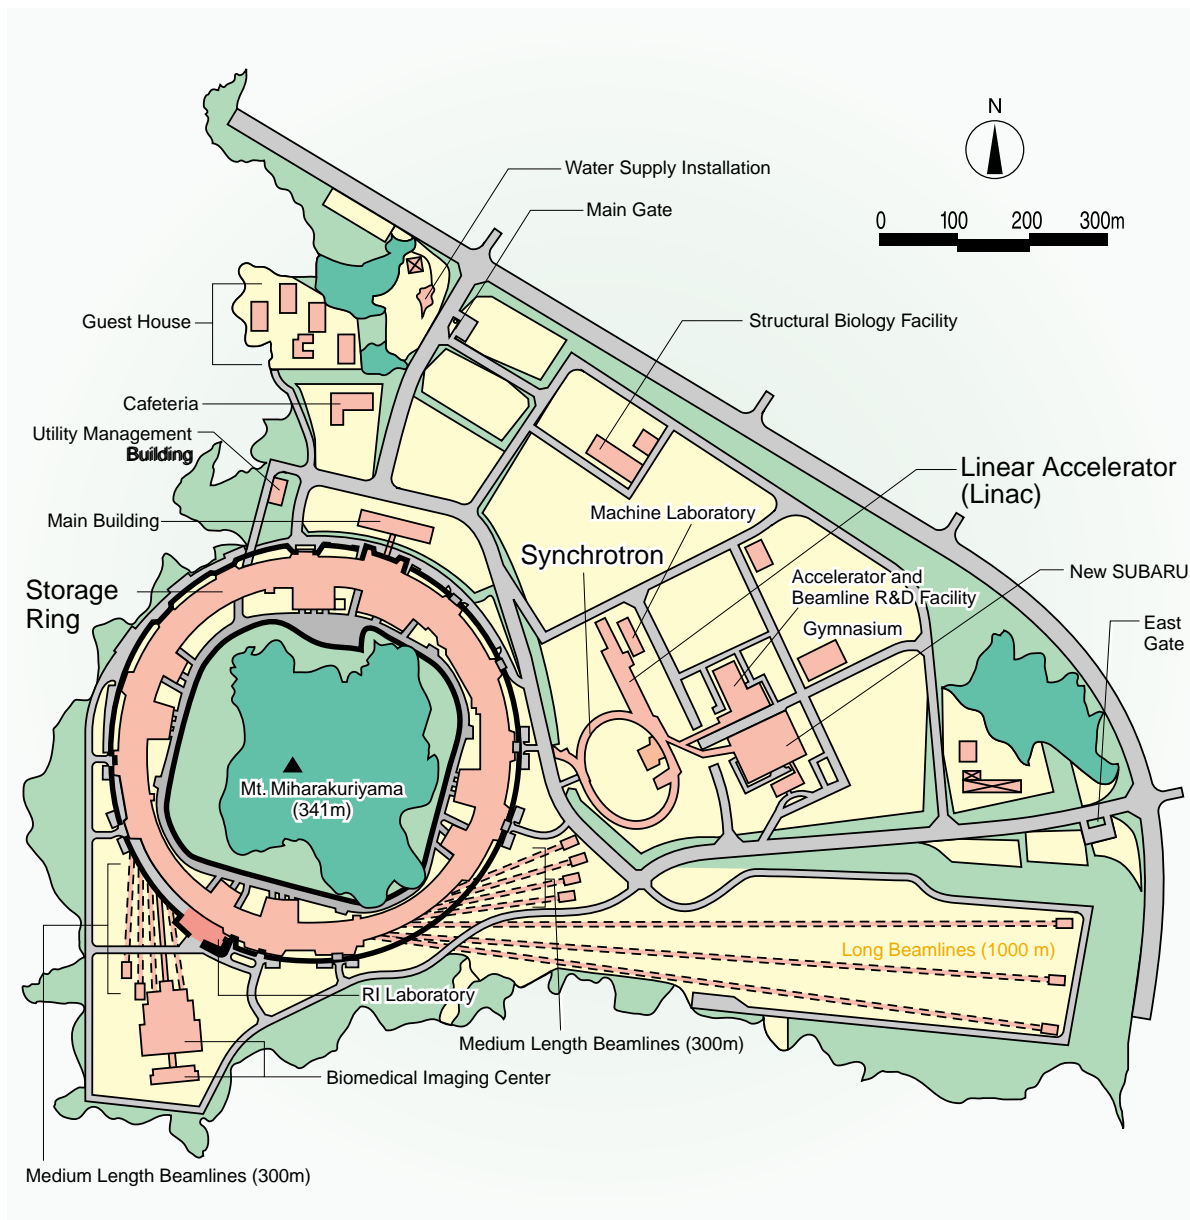 N
0 100 200 300m
Water Supply Installation
Main Gate
Guest House
Structural Biology Facility
Cafeteria
Utility Management
Building
Linear Accelerator
(Linac)
Main Building
Machine Laboratory
Synchrotron
Storage
Ring
New SUBARU
Accelerator and
Beamline R&D Facility
Gymnasium
East
Gate
Mt. Miharakuriyama
(341m)
Long Beamlines (1000 m)
RI Laboratory
Medium Length Beamlines (300m)
Biomedical Imaging Center
Medium Length Beamlines (300m)